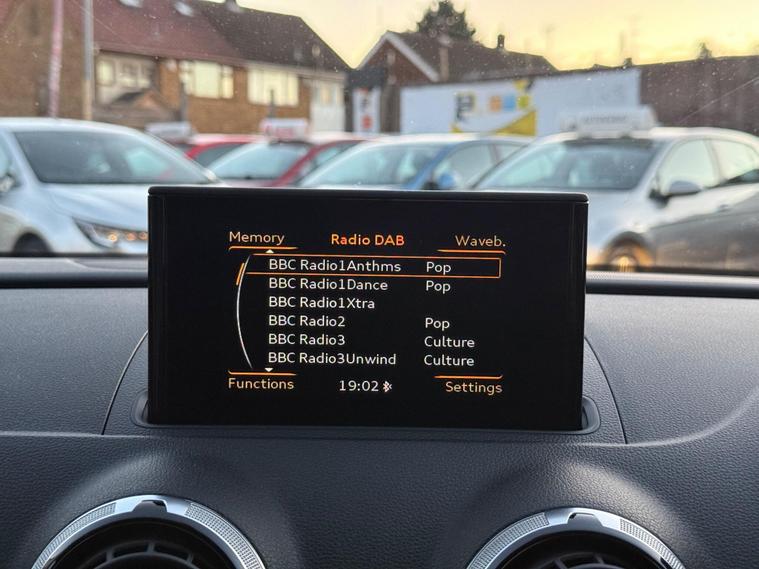 Memory Radio DAB Waveb.
BBC Radio1Anthms Pop
BBC Radio1Dance Pop
BBC Radio1Xtra
BBC Radio2 Pop
BBC Radio3 Culture
BBC Radio3Unwind Culture
Functions 19:02 Settings